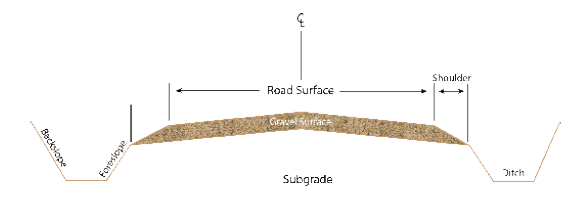 ℄
Shoulder
Road Surface
Gravel Surface
Backslope
Foreslope
Ditch
Subgrade